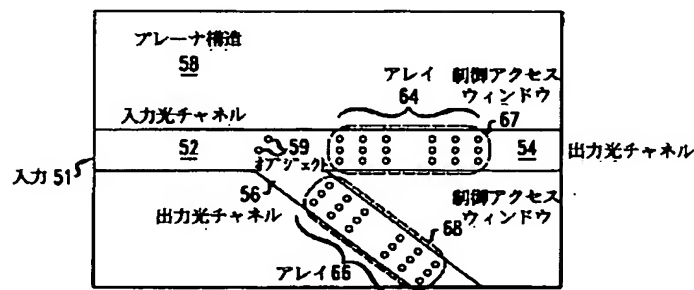 プレーナ構造
58
アレイ
64
制御アクセス
ウィンドウ
67
入力光チャネル
52
59
オブジェクト
54
出力光チャネル
入力 51
56
出力光チャネル
制御アクセス
ウィンドウ
68
アレイ 66